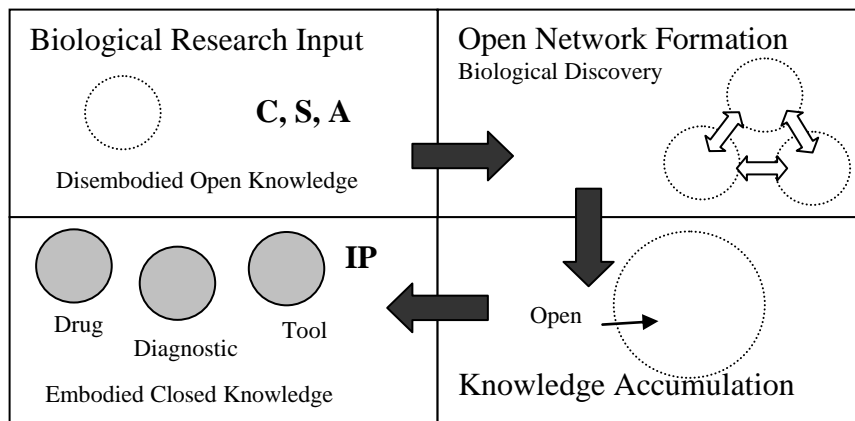 Biological Research Input
C, S, A
Disembodied Open Knowledge
Open Network Formation
Biological Discovery
Drug
Diagnostic
Tool
IP
Embodied Closed Knowledge
Open
Knowledge Accumulation